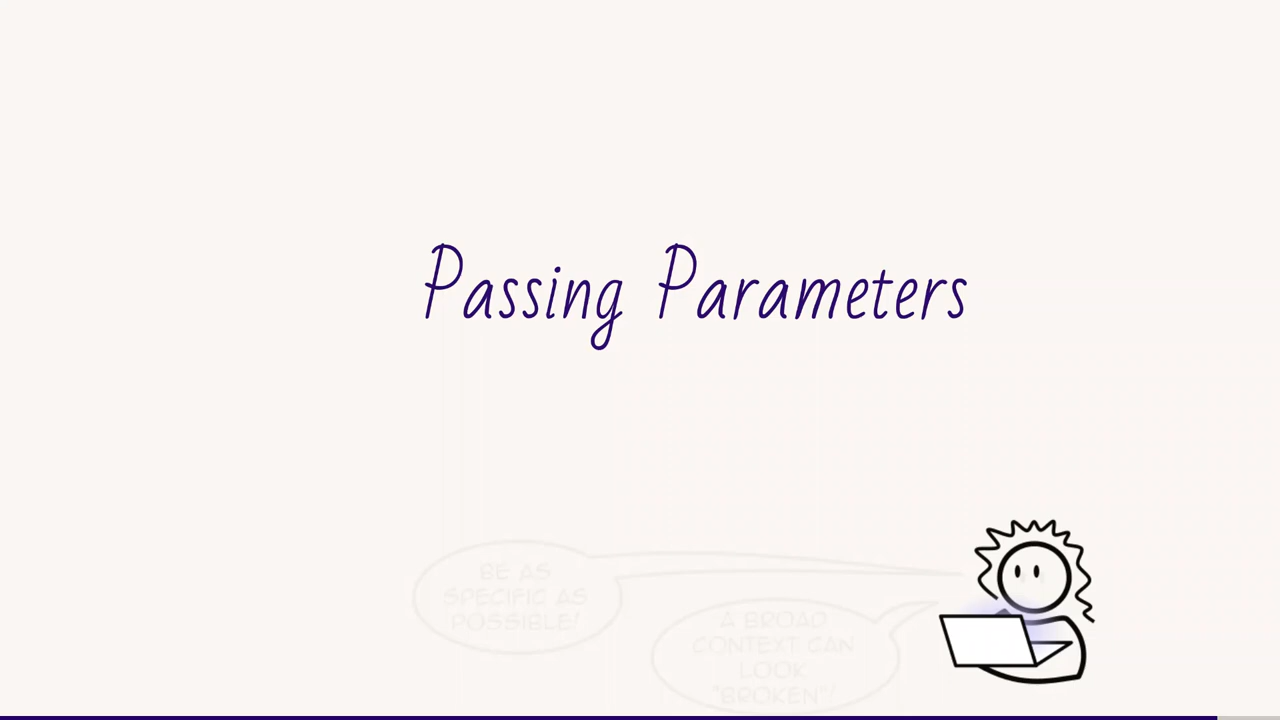 Passing Parameters
BE AS
SPECIFIC AS
POSSIBLE!
A BROAD
CONTEXT CAN
LOOK
"BROKEN"!